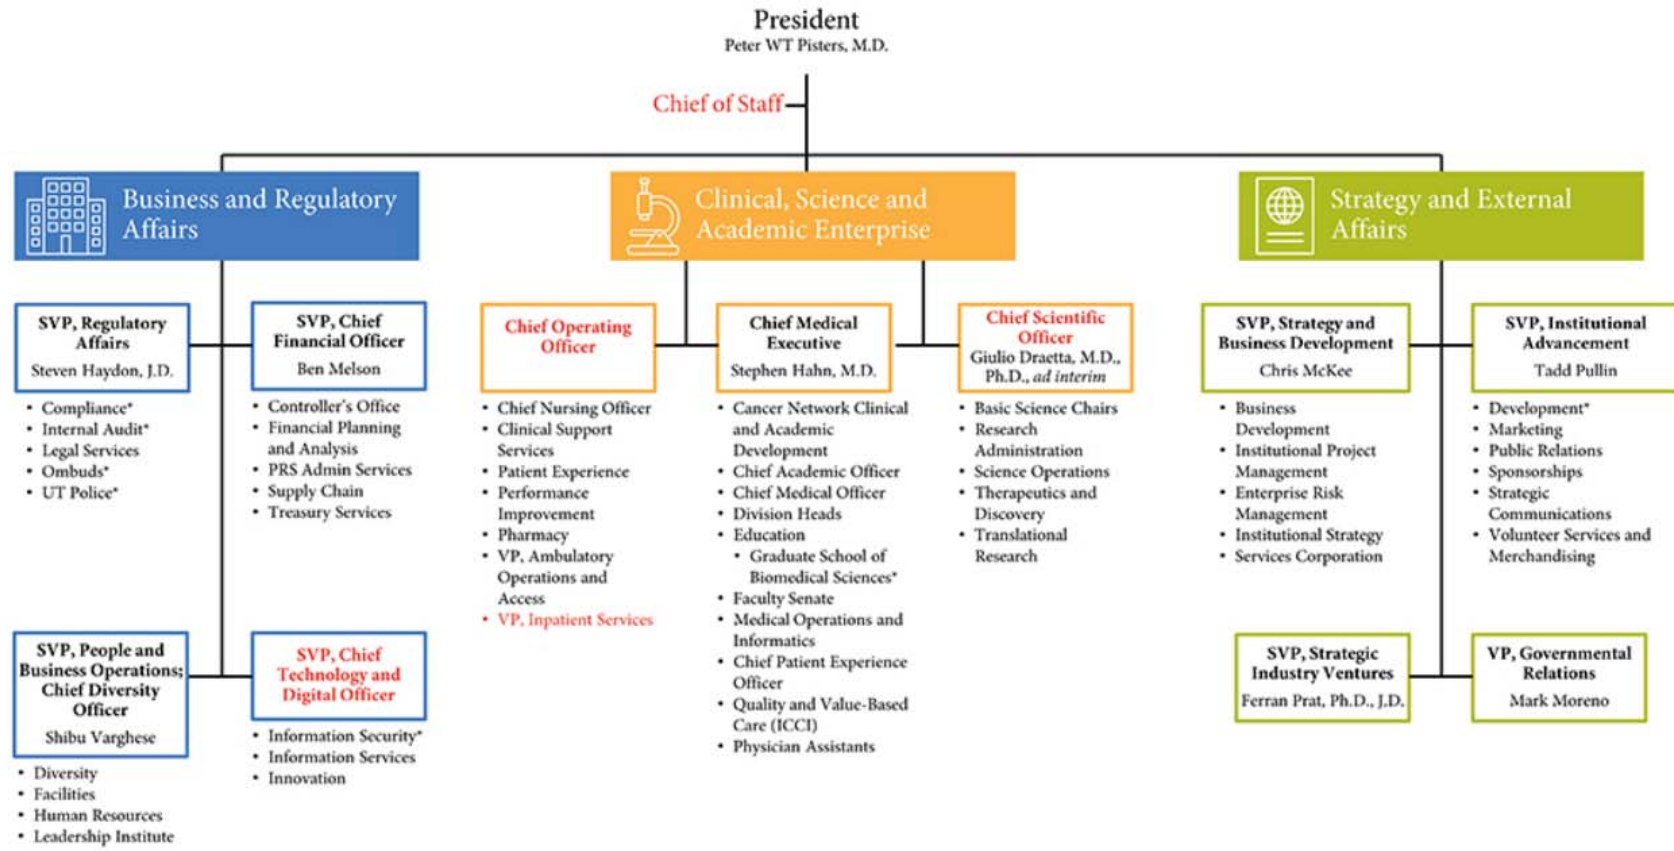 President
Peter WT Pisters, M.D.
Chief of Staff
Business and Regulatory
Affairs
SVP, Regulatory
Affairs
Steven Haydon, J.D.
• Compliance*
• Internal Audit*
• Legal Services
• Ombuds*
• UT Police*
SVP, Chief
Financial Officer
Ben Melson
• Controller's Office
• Financial Planning
and Analysis
• PRS Admin Services
• Supply Chain
• Treasury Services
SVP, People and
Business Operations;
Chief Diversity
Officer
Shibu Varghese
• Diversity
• Facilities
• Human Resources
• Leadership Institute
SVP, Chief
Technology and
Digital Officer
• Information Security*
• Information Services
• Innovation
Clinical, Science and
Academic Enterprise
Chief Operating
Officer
• Chief Nursing Officer
• Clinical Support
Services
• Patient Experience
• Performance
Improvement
• Pharmacy
• VP, Ambulatory
Operations and
Access
• VP, Inpatient Services
Chief Medical
Executive
Stephen Hahn, M.D.
• Cancer Network Clinical
and Academic
Development
• Chief Academic Officer
• Chief Medical Officer
• Division Heads
• Education
• Graduate School of
Biomedical Sciences*
• Faculty Senate
• Medical Operations and
Informatics
• Chief Patient Experience
Officer
• Quality and Value-Based
Care (ICCI)
• Physician Assistants
Chief Scientific
Officer
Giulio Draetta, M.D.,
Ph.D., ad interim
• Basic Science Chairs
• Research
Administration
• Science Operations
• Therapeutics and
Discovery
• Translational
Research
Strategy and External
Affairs
SVP, Strategy and
Business Development
Chris McKee
• Business
Development
• Institutional Project
Management
• Enterprise Risk
Management
• Institutional Strategy
• Services Corporation
SVP, Institutional
Advancement
Tadd Pullin
• Development*
• Marketing
• Public Relations
• Sponsorships
• Strategic
Communications
• Volunteer Services and
Merchandising
SVP, Strategic
Industry Ventures
Ferran Prat, Ph.D., J.D.
VP, Governmental
Relations
Mark Moreno